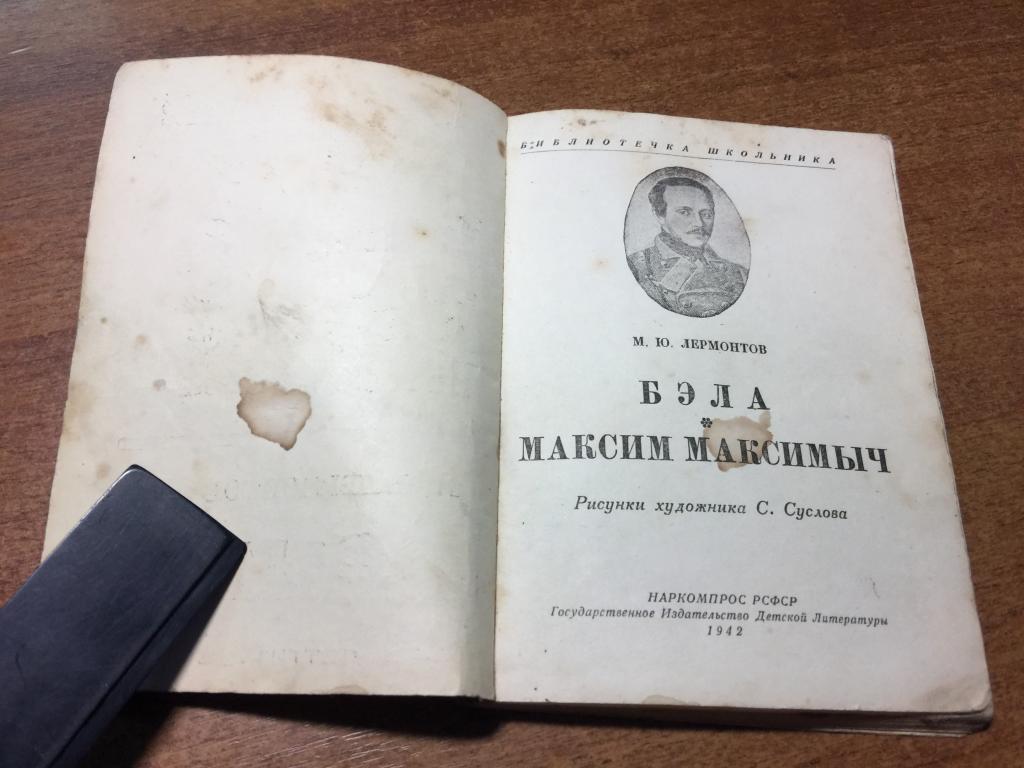 БИБЛИОТЕЧКА ШКОЛЬНИКА
М. Ю. ЛЕРМОНТОВ
БЭЛА
*
МАКСИМ МАКСИМЫЧ
Рисунки художника С. Суслова
НАРКОМПРОС РСФСР
Государственное Издательство Детской Литературы
1942